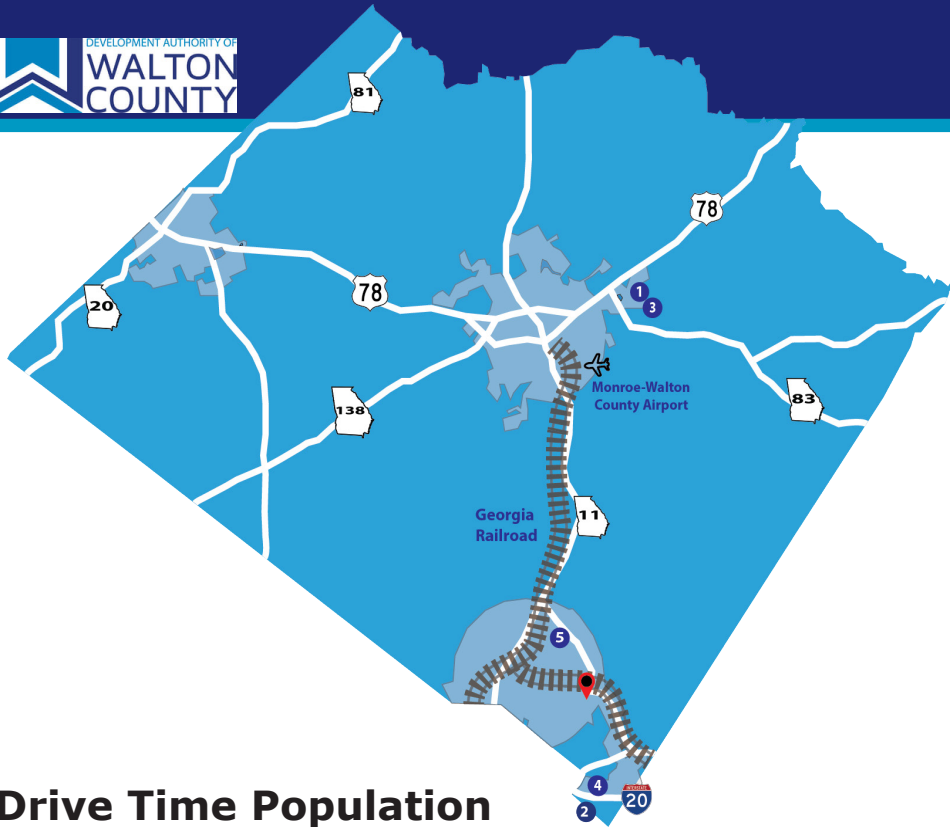 DEVELOPMENT AUTHORITY OF
WALTON
COUNTY
81
78
20
78
1
3
Monroe-Walton
County Airport
138
83
Georgia
Railroad
11
5
4
2
INTERSTATE
20
Drive Time Population